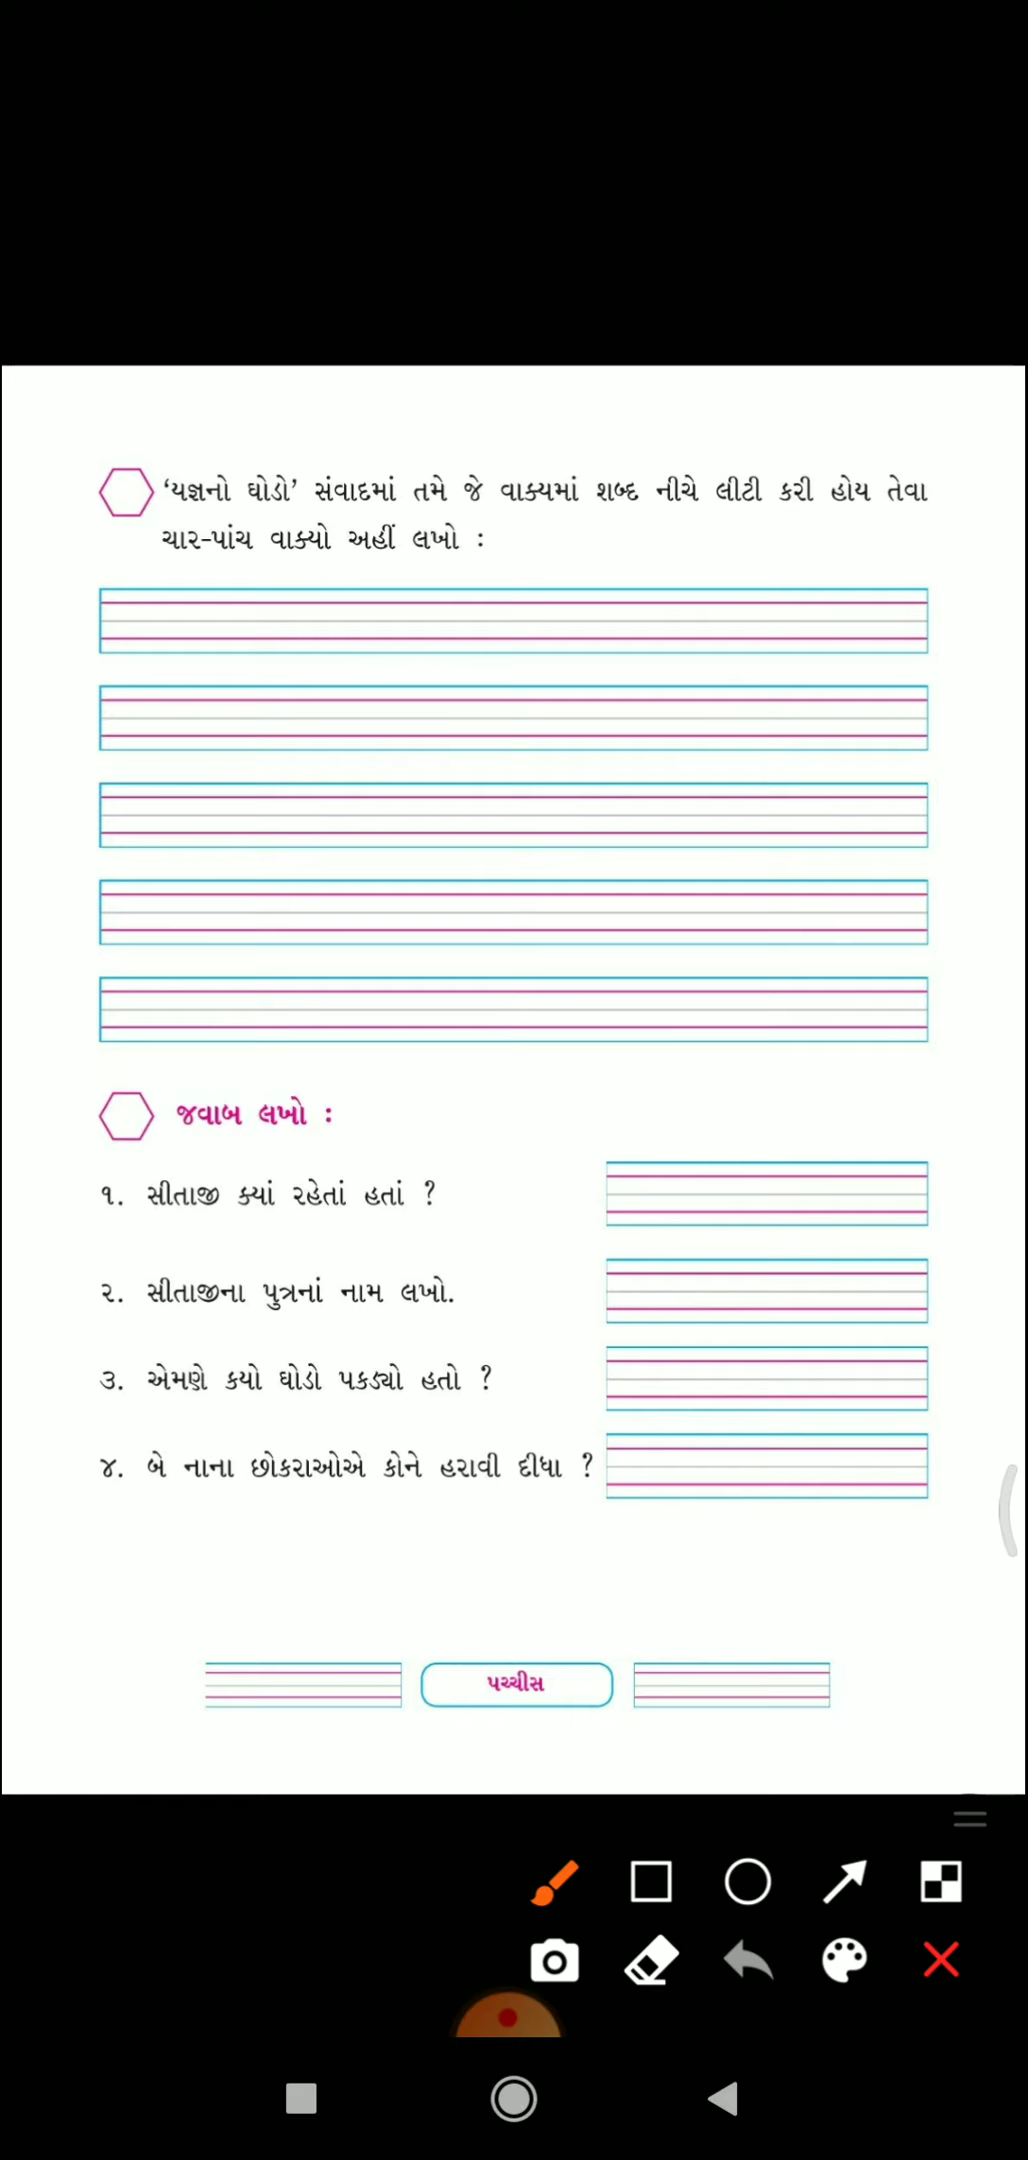 ‘યજ્ઞનો ઘોડો’ સંવાદમાં તમે જે વાક્યમાં શબ્દ નીચે લીટી કરી હોય તેવા
ચાર-પાંચ વાક્યો અહીં લખો :
જવાબ લખો :
૧. સીતાજી ક્યાં રહેતાં હતાં ?
૨. સીતાજીના પુત્રનાં નામ લખો.
૩. એમણે કયો ઘોડો પકડ્યો હતો ?
૪. બે નાના છોકરાઓએ કોને હરાવી દીધા ?
પચ્ચીસ